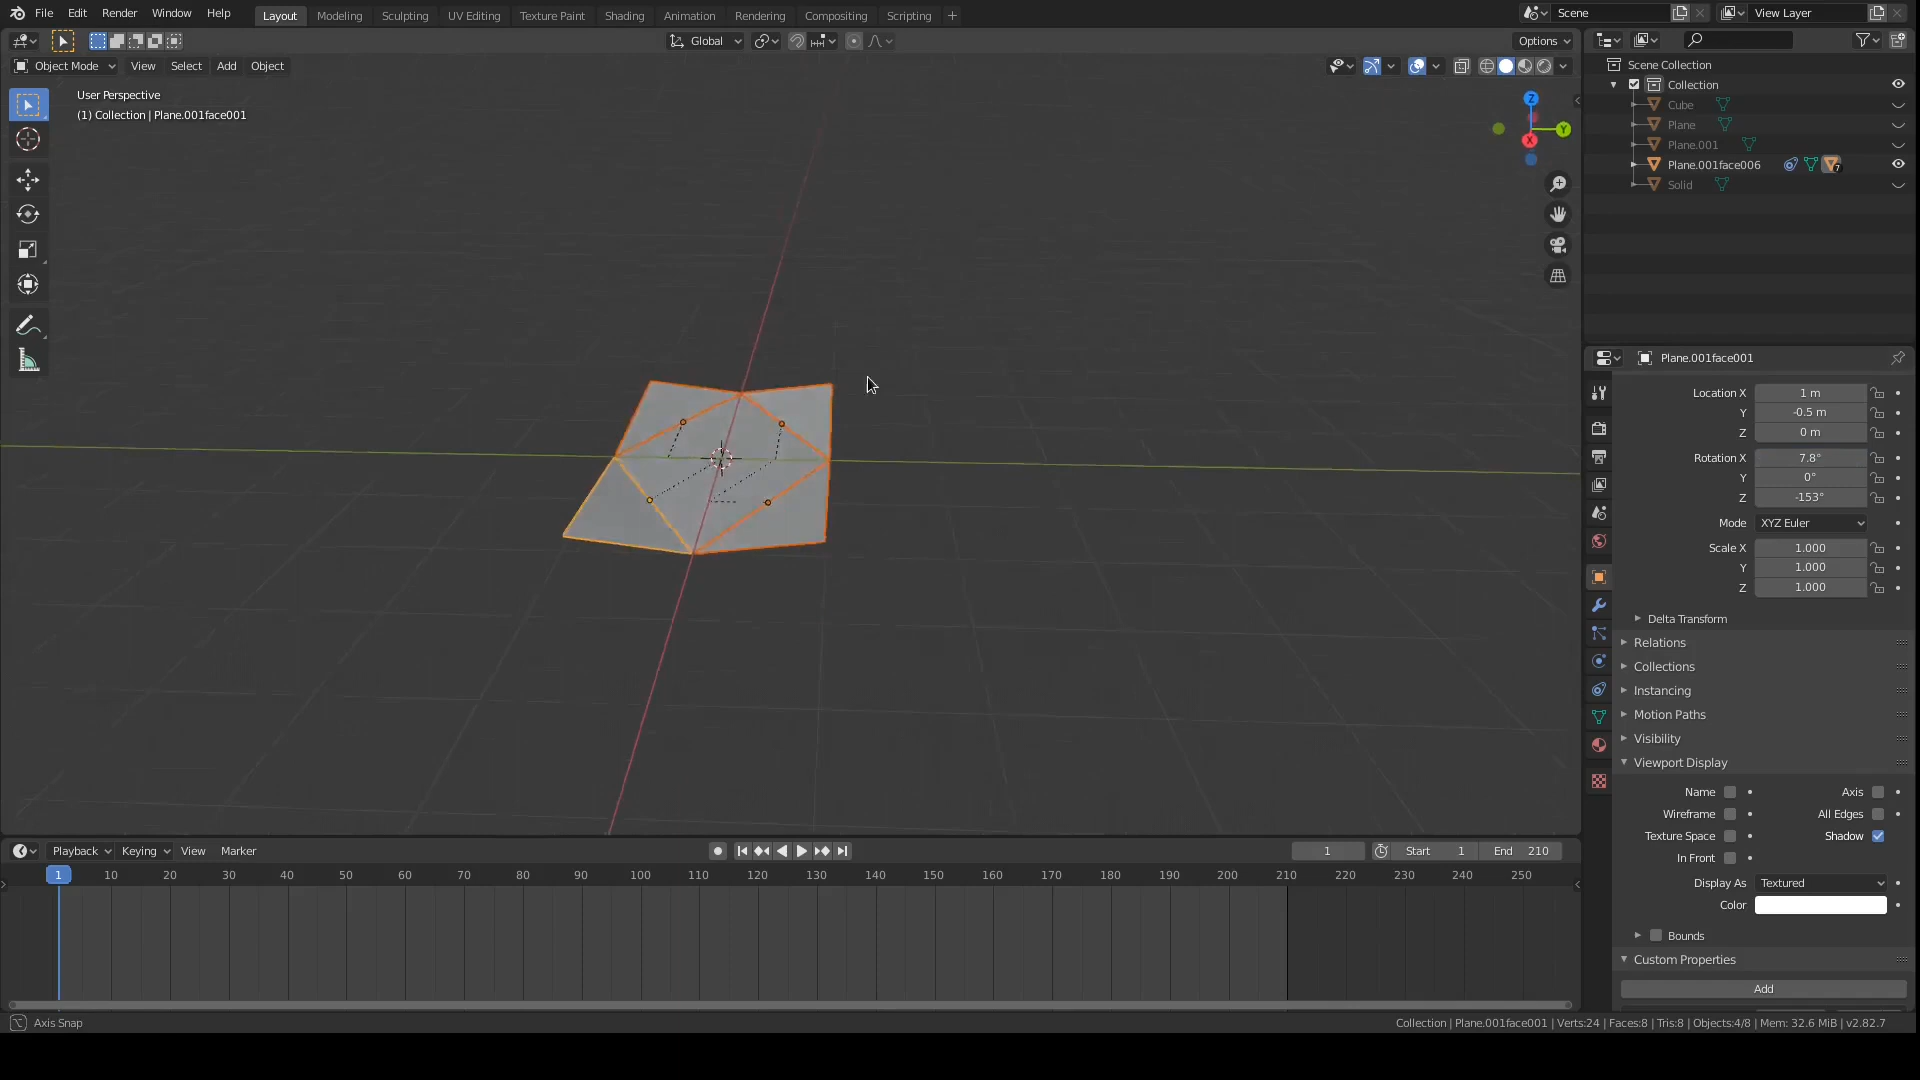 File Edit Render Window Help
Layout Modeling Sculpting UV Editing Texture Paint Shading Animation Rendering Compositing Scripting +
Scene
View Layer
Global
Options
Object Mode View Select Add Object
User Perspective
(1) Collection | Plane.001face001
Z
Y
X
Scene Collection
Collection
Cube
Plane
Plane.001
Plane.001face006
7
Solid
Plane.001face001
Location X 1 m
Y -0.5 m
Z 0 m
Rotation X 7.8°
Y 0°
Z -153°
Mode XYZ Euler
Scale X 1.000
Y 1.000
Z 1.000
Delta Transform
Relations
Collections
Instancing
Motion Paths
Visibility
Viewport Display
Name Axis
Wireframe All Edges
Texture Space Shadow
In Front
Display As Textured
Color
Bounds
Custom Properties
Add
Playback Keying View Marker
1 Start 1 End 210
1 10 20 30 40 50 60 70 80 90 100 110 120 130 140 150 160 170 180 190 200 210 220 230 240 250
Axis Snap
Collection | Plane.001face001 | Verts:24 | Faces:8 | Tris:8 | Objects:4/8 | Mem: 32.6 MiB | v2.82.7